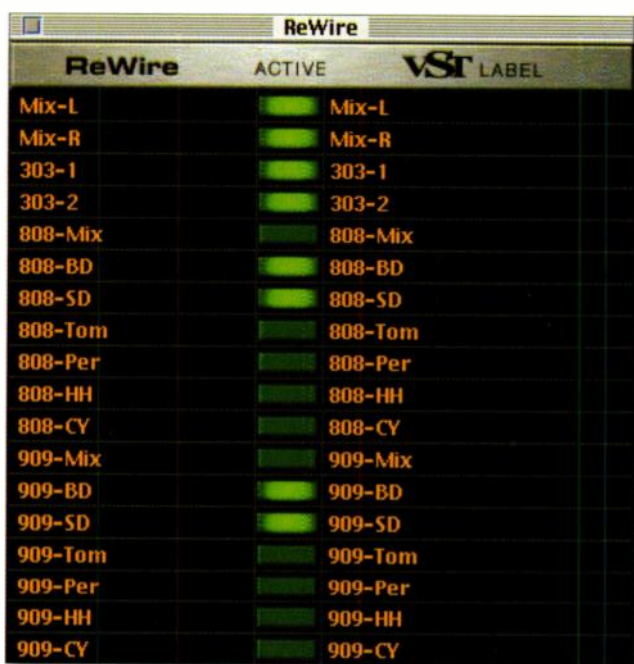 ReWire
ReWire ACTIVE VST LABEL
Mix-L Mix-L
Mix-R Mix-R
303-1 303-1
303-2 303-2
808-Mix 808-Mix
808-BD 808-BD
808-SD 808-SD
808-Tom 808-Tom
808-Per 808-Per
808-HH 808-HH
808-CY 808-CY
909-Mix 909-Mix
909-BD 909-BD
909-SD 909-SD
909-Tom 909-Tom
909-Per 909-Per
909-HH 909-HH
909-CY 909-CY